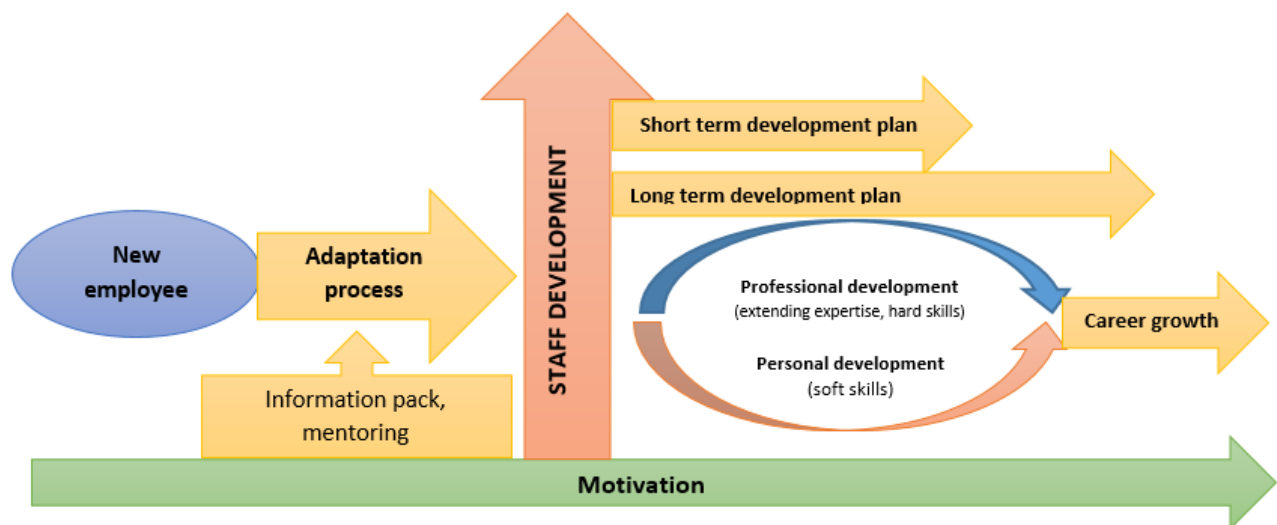 New
employee
Adaptation
process
Information pack,
mentoring
STAFF DEVELOPMENT
Short term development plan
Long term development plan
Professional development
(extending expertise, hard skills)
Personal development
(soft skills)
Career growth
Motivation